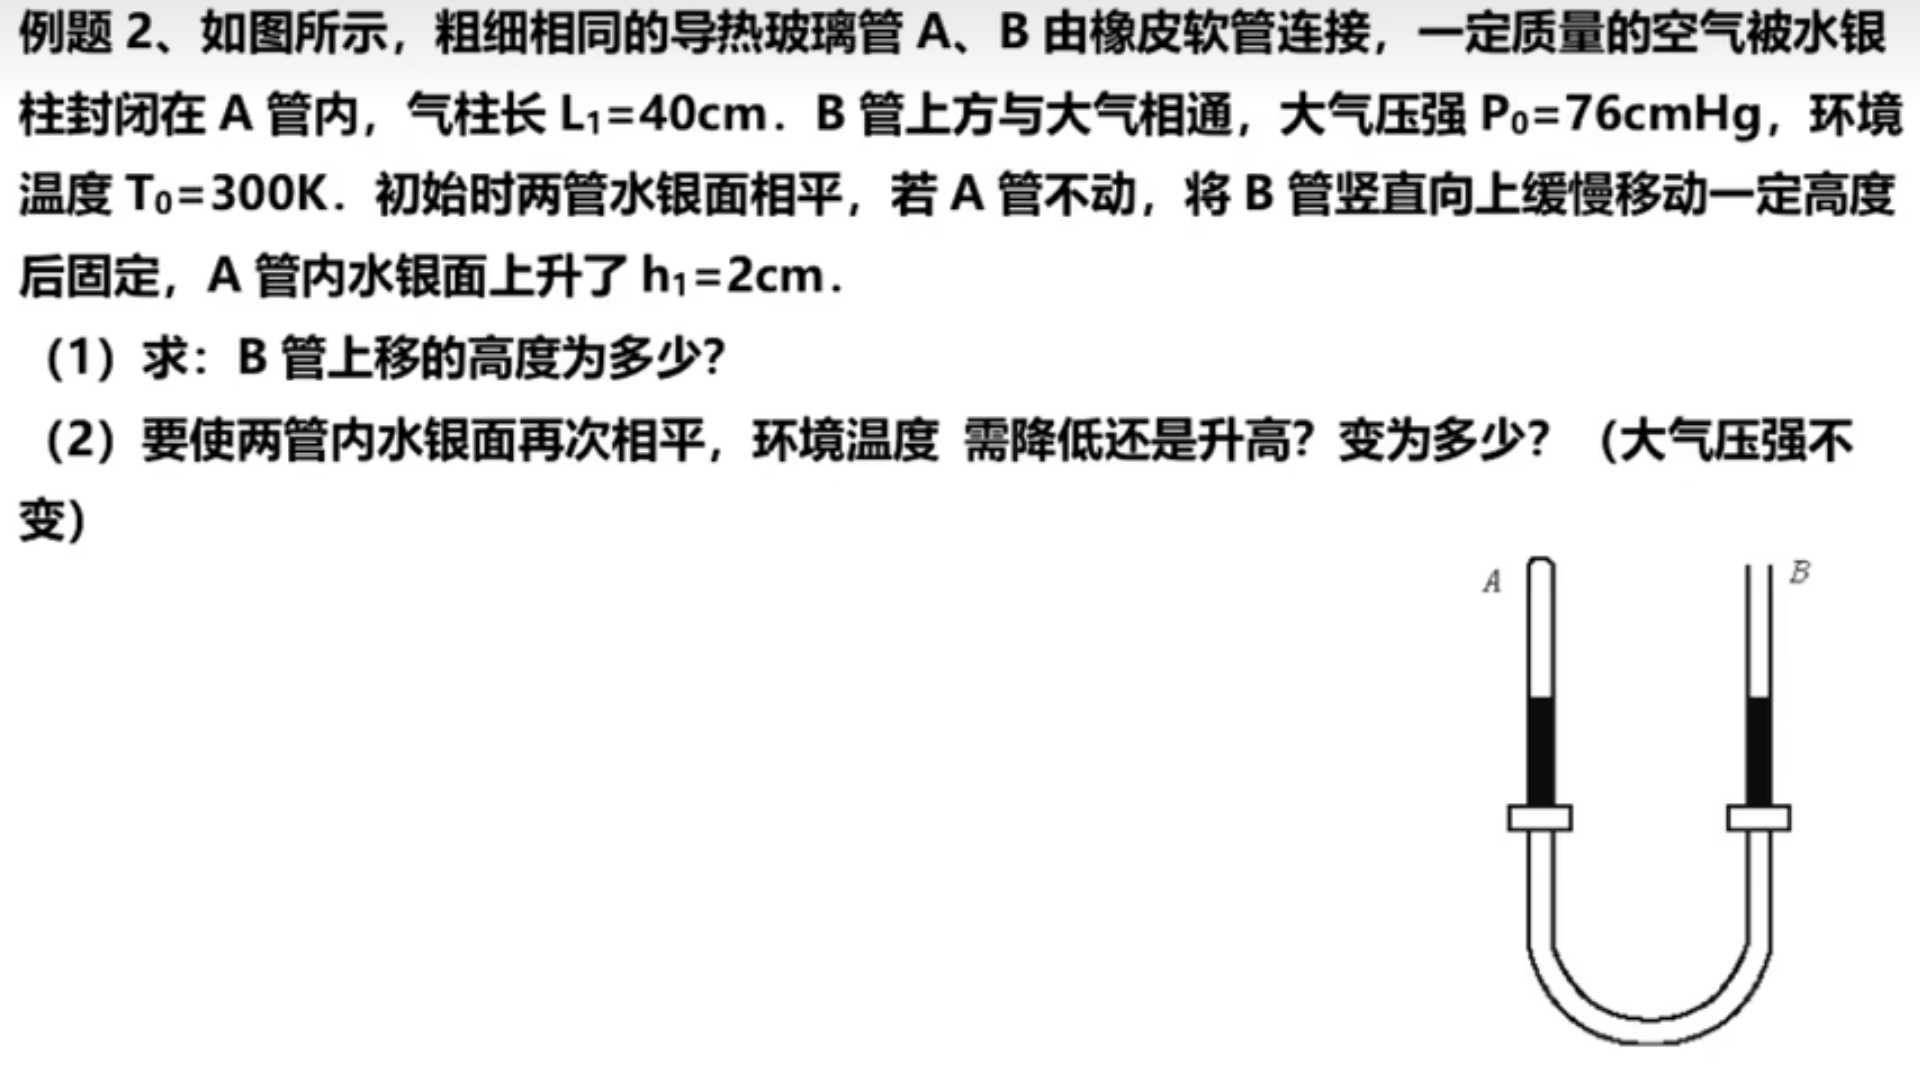 例题 2、如图所示，粗细相同的导热玻璃管 A、B 由橡皮软管连接，一定质量的空气被水银
柱封闭在 A 管内，气柱长 L₁=40cm．B 管上方与大气相通，大气压强 P₀=76cmHg，环境
温度 T₀=300K．初始时两管水银面相平，若 A 管不动，将 B 管竖直向上缓慢移动一定高度
后固定，A 管内水银面上升了 h₁=2cm．
（1）求：B 管上移的高度为多少？
（2）要使两管内水银面再次相平，环境温度 需降低还是升高？变为多少？（大气压强不
变）
A
B